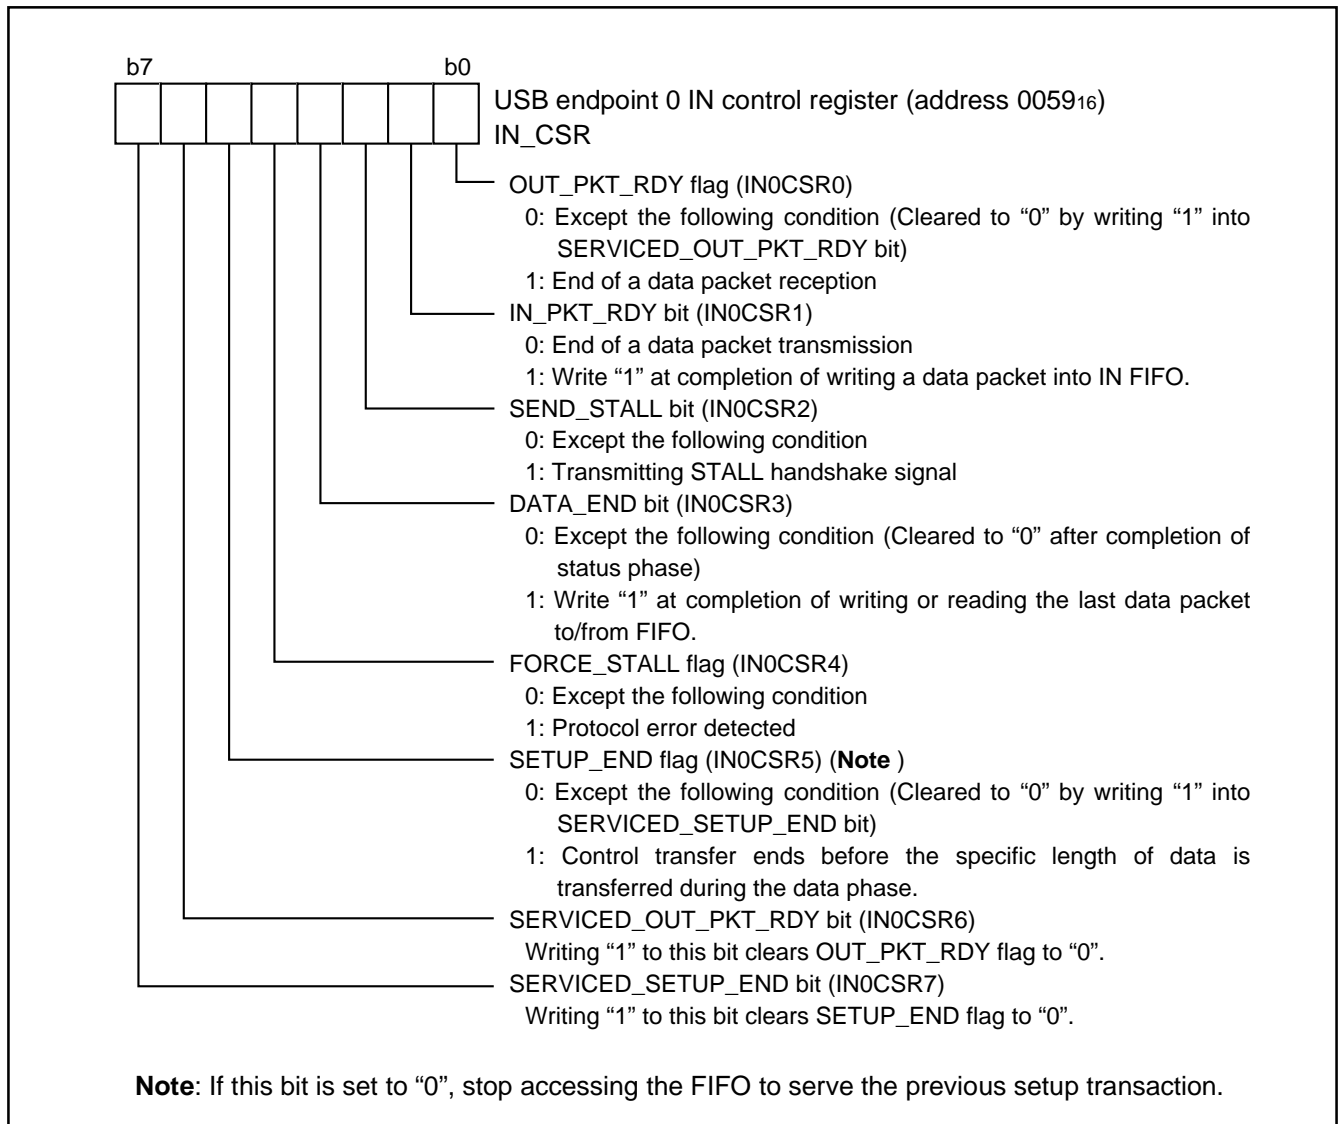 b7 b0
USB endpoint 0 IN control register (address 005916)
IN_CSR
OUT_PKT_RDY flag (IN0CSR0)
0: Except the following condition (Cleared to “0” by writing “1” into
SERVICED_OUT_PKT_RDY bit)
1: End of a data packet reception
IN_PKT_RDY bit (IN0CSR1)
0: End of a data packet transmission
1: Write “1” at completion of writing a data packet into IN FIFO.
SEND_STALL bit (IN0CSR2)
0: Except the following condition
1: Transmitting STALL handshake signal
DATA_END bit (IN0CSR3)
0: Except the following condition (Cleared to “0” after completion of
status phase)
1: Write “1” at completion of writing or reading the last data packet
to/from FIFO.
FORCE_STALL flag (IN0CSR4)
0: Except the following condition
1: Protocol error detected
SETUP_END flag (IN0CSR5) (Note )
0: Except the following condition (Cleared to “0” by writing “1” into
SERVICED_SETUP_END bit)
1: Control transfer ends before the specific length of data is
transferred during the data phase.
SERVICED_OUT_PKT_RDY bit (IN0CSR6)
Writing “1” to this bit clears OUT_PKT_RDY flag to “0”.
SERVICED_SETUP_END bit (IN0CSR7)
Writing “1” to this bit clears SETUP_END flag to “0”.
Note: If this bit is set to “0”, stop accessing the FIFO to serve the previous setup transaction.